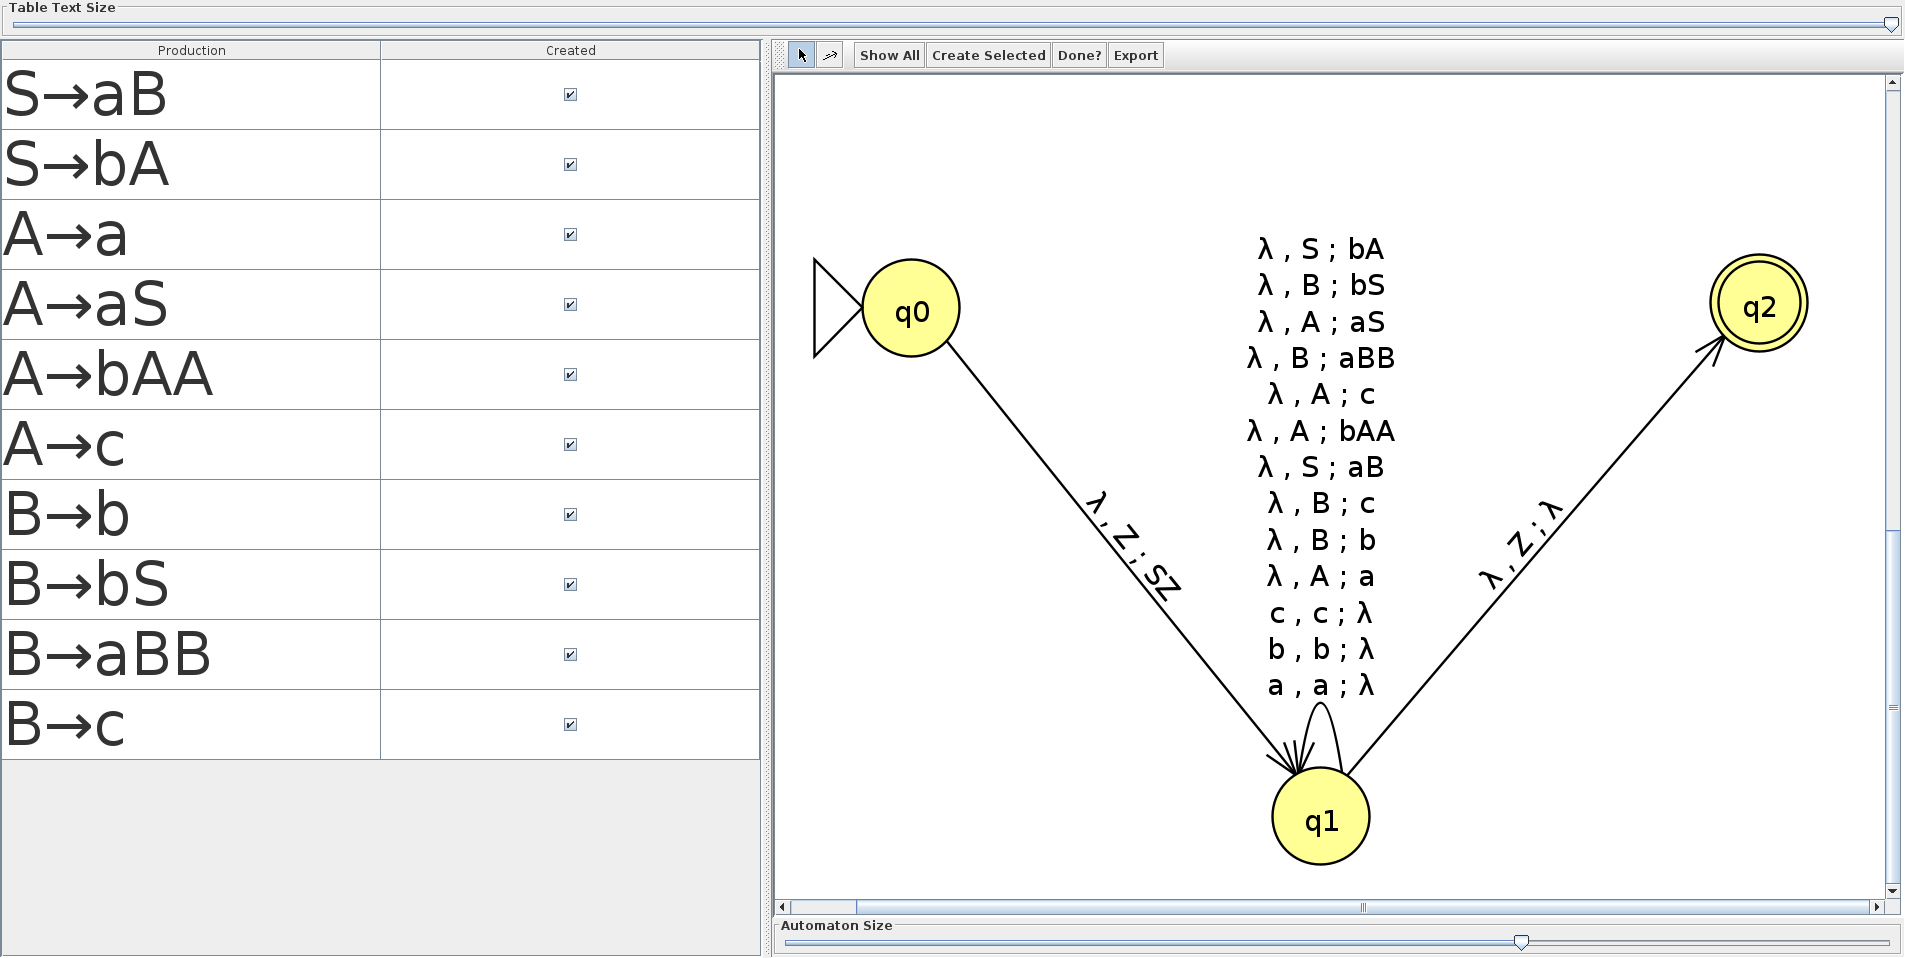 Table Text Size
Production Created
S→aB
S→bA
A→a
A→aS
A→bAA
A→c
B→b
B→bS
B→aBB
B→c
Show All Create Selected Done? Export
q0
q2
λ , S ; bA
λ , B ; bS
λ , A ; aS
λ , B ; aBB
λ , A ; c
λ , A ; bAA
λ , S ; aB
λ , B ; c
λ , B ; b
λ , A ; a
c , c ; λ
b , b ; λ
a , a ; λ
λ , Z ; SZ
λ , Z ; λ
q1
Automaton Size